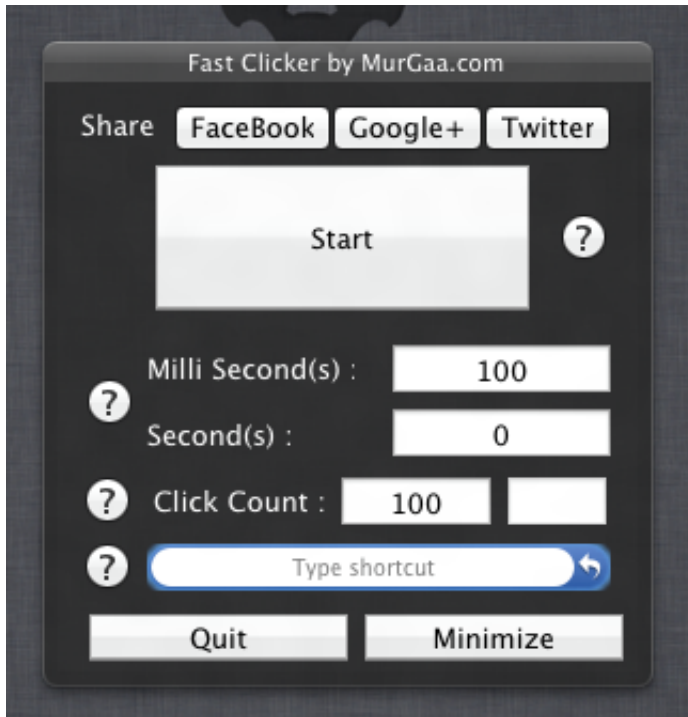 Fast Clicker by MurGaa.com
Share FaceBook Google+ Twitter
Start ?
Milli Second(s) : 100
?
Second(s) : 0
? Click Count : 100
? Type shortcut
Quit Minimize